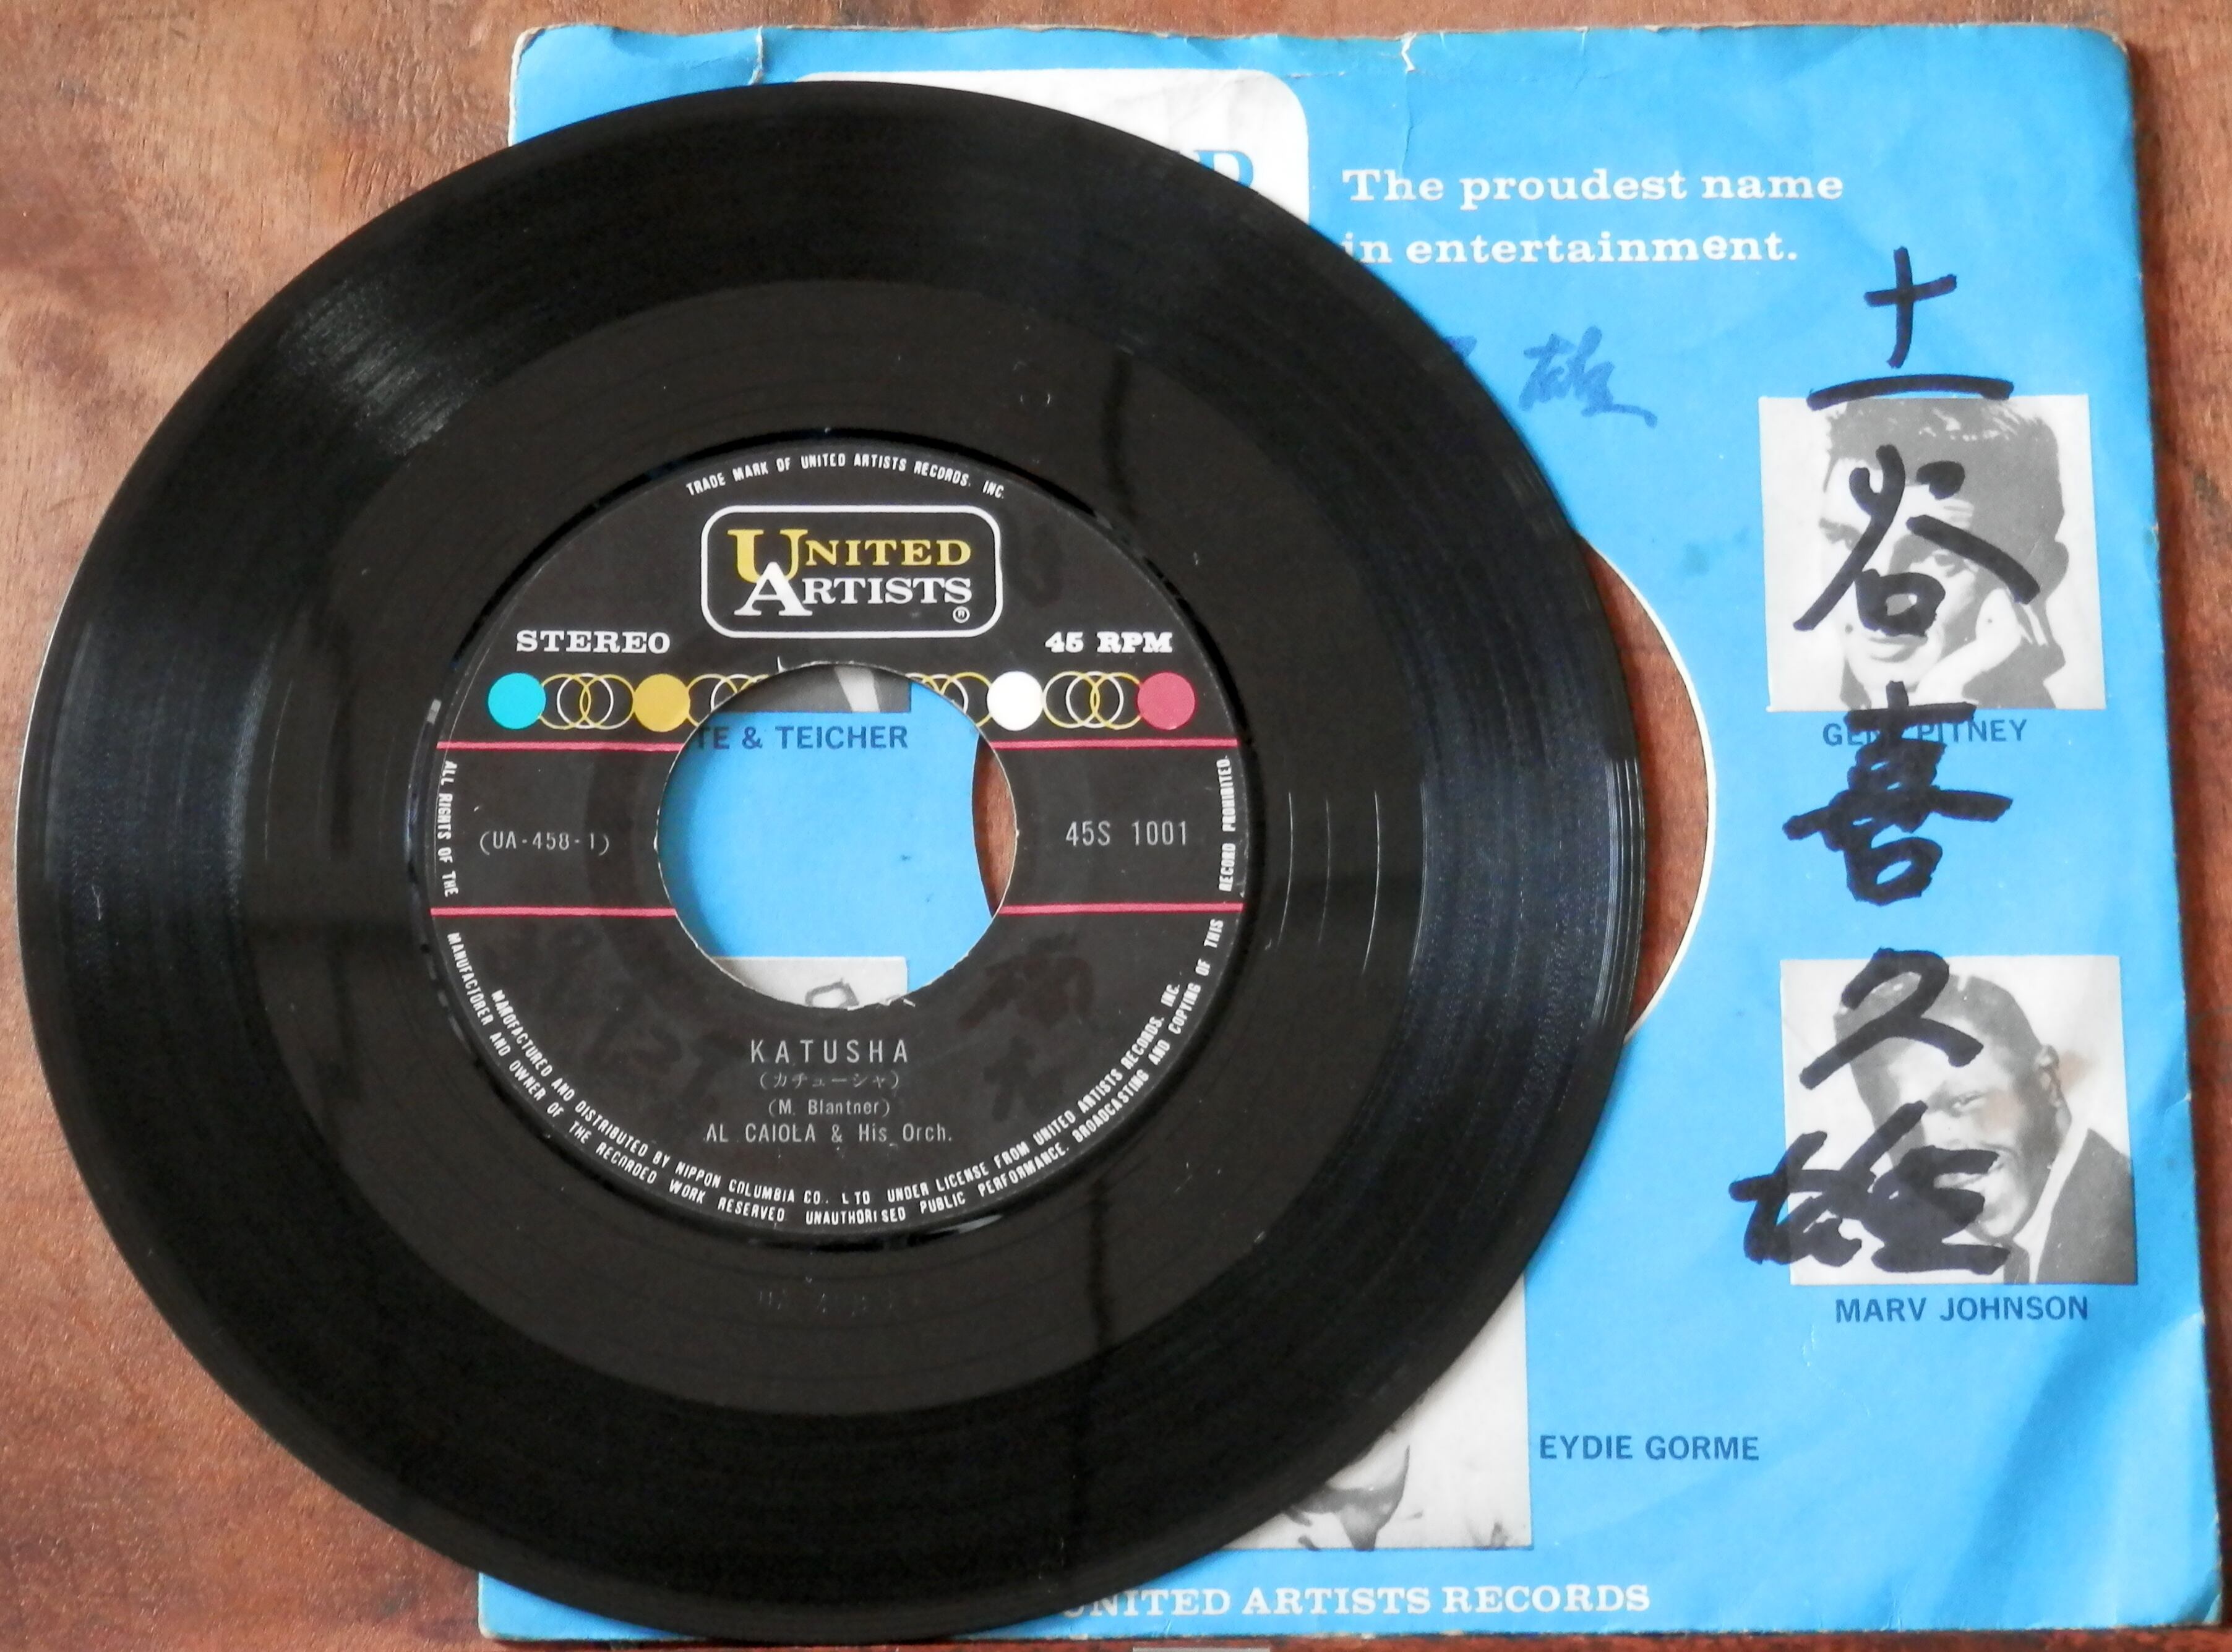 TRADE MARK OF UNITED ARTISTS RECORDS. INC.
UNITED
ARTISTS
®
STEREO
45 RPM
(UA-458-1)
45S 1001
KATUSHA
(カチューシャ)
(M. Blantner)
AL CAIOLA & His Orch.
MANUFACTURED AND DISTRIBUTED BY NIPPON COLUMBIA CO. LTD UNDER LICENSE FROM UNITED ARTISTS RECORDS. INC.
ALL RIGHTS OF THE MANUFACTORER AND OWNER OF THE RECORDED WORK RESERVED UNAUTHORISED PUBLIC PERFORMANCE. BROADCASTING AND COPYING OF THIS RECORD PROHIBITED.
TE & TEICHER
D
The proudest name
in entertainment.
GENE PITNEY
MARV JOHNSON
EYDIE GORME
UNITED ARTISTS RECORDS
谷喜久雄